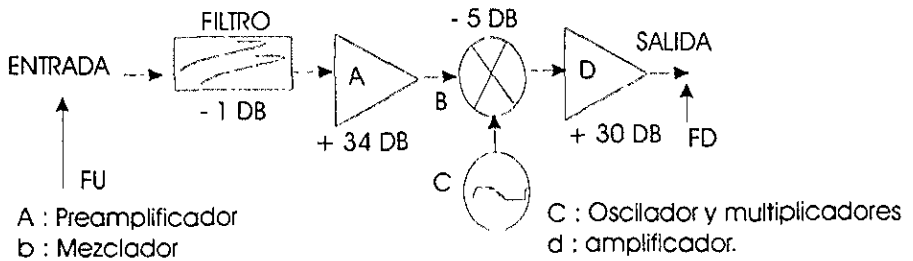 FILTRO
- 5 DB
SALIDA
ENTRADA
A
B
D
- 1 DB
+ 34 DB
+ 30 DB
FD
FU
C
A : Preamplificador
b : Mezclador
C : Oscilador y multiplicadores
d : amplificador.